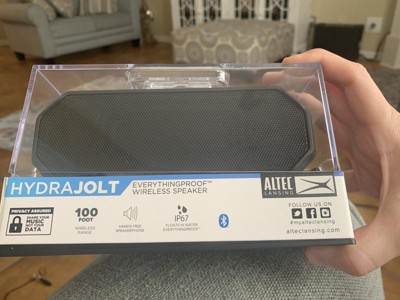 HYDRAJOLT
EVERYTHINGPROOF™
WIRELESS SPEAKER
ALTEC
LANSING
PRIVACY ASSURED!
SHARE YOUR
MUSIC
NOT YOUR
DATA
100
FOOT
WIRELESS
RANGE
HANDS FREE
SPEAKERPHONE
IP67
FLOATS IN WATER
EVERYTHINGPROOF™
FOLLOW US ON
#myalteclansing
alteclansing.com